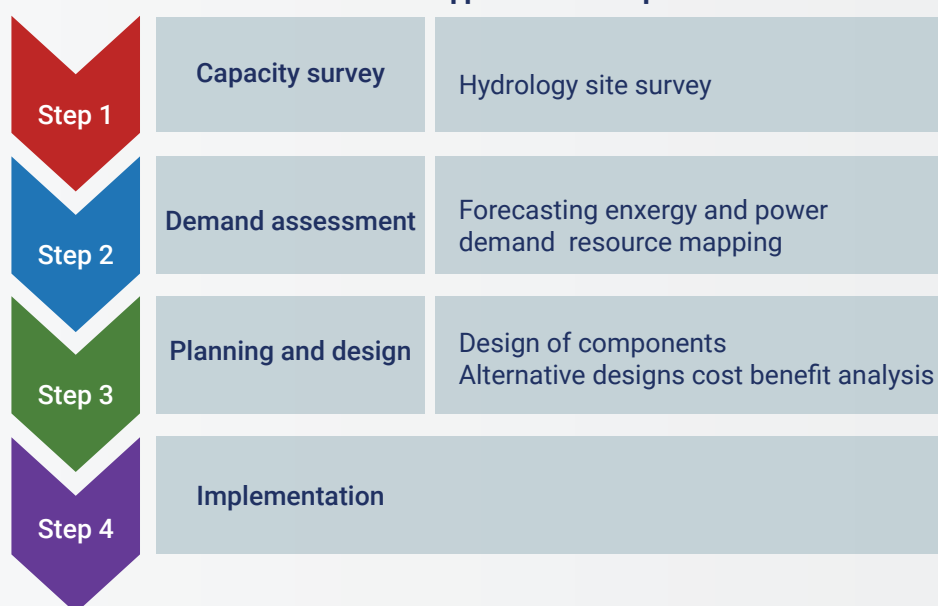 Step 1
Capacity survey
Hydrology site survey
Step 2
Demand assessment
Forecasting enxergy and power
demand resource mapping
Step 3
Planning and design
Design of components
Alternative designs cost benefit analysis
Step 4
Implementation